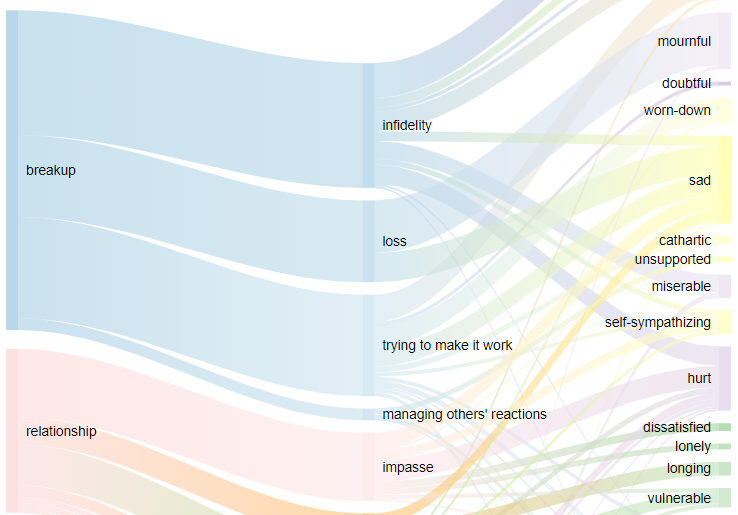 breakup
relationship
infidelity
loss
trying to make it work
managing others' reactions
impasse
mournful
doubtful
worn-down
sad
cathartic
unsupported
miserable
self-sympathizing
hurt
dissatisfied
lonely
longing
vulnerable